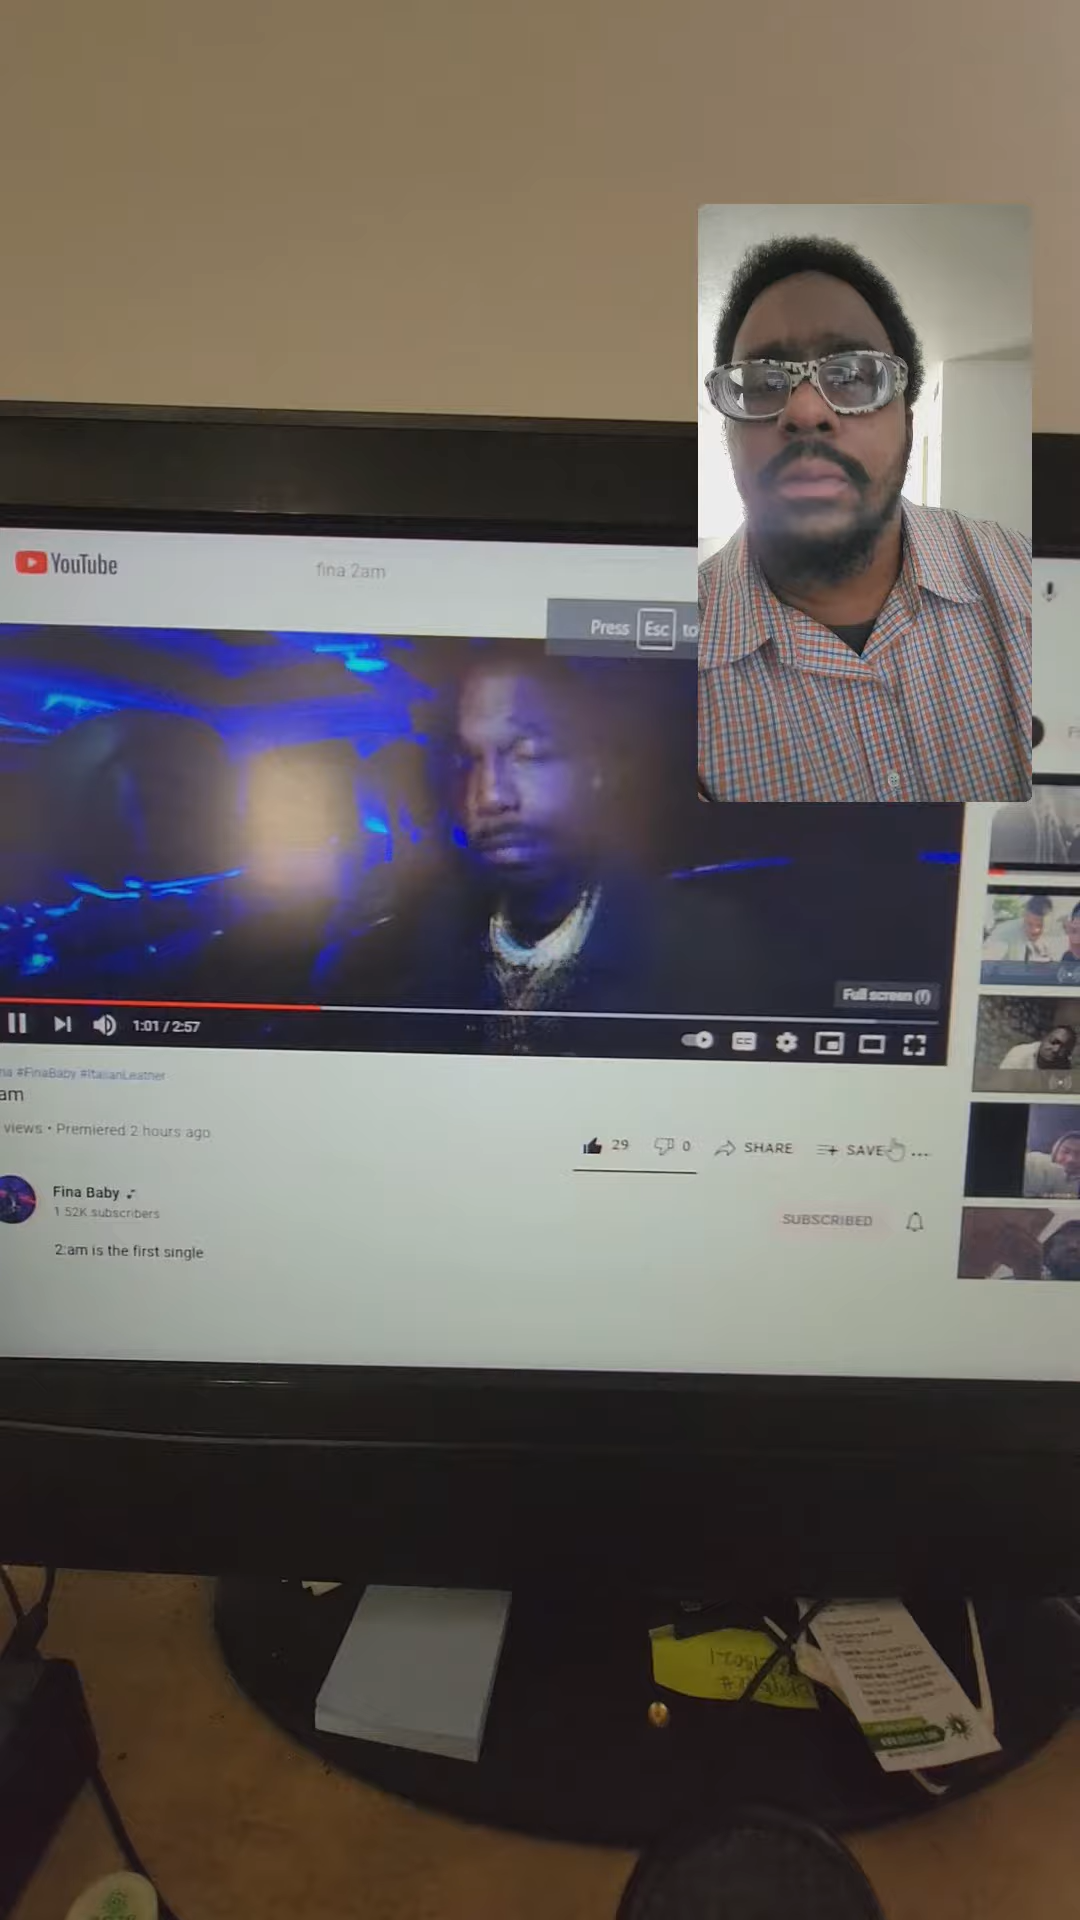 YouTube
fina 2am
Press Esc to
Full screen (f)
1:01 / 2:57
na #FinaBaby #ItalianLeather
am
views • Premiered 2 hours ago
29
0
SHARE
SAVE
Fina Baby
1.52K subscribers
SUBSCRIBED
2:am is the first single